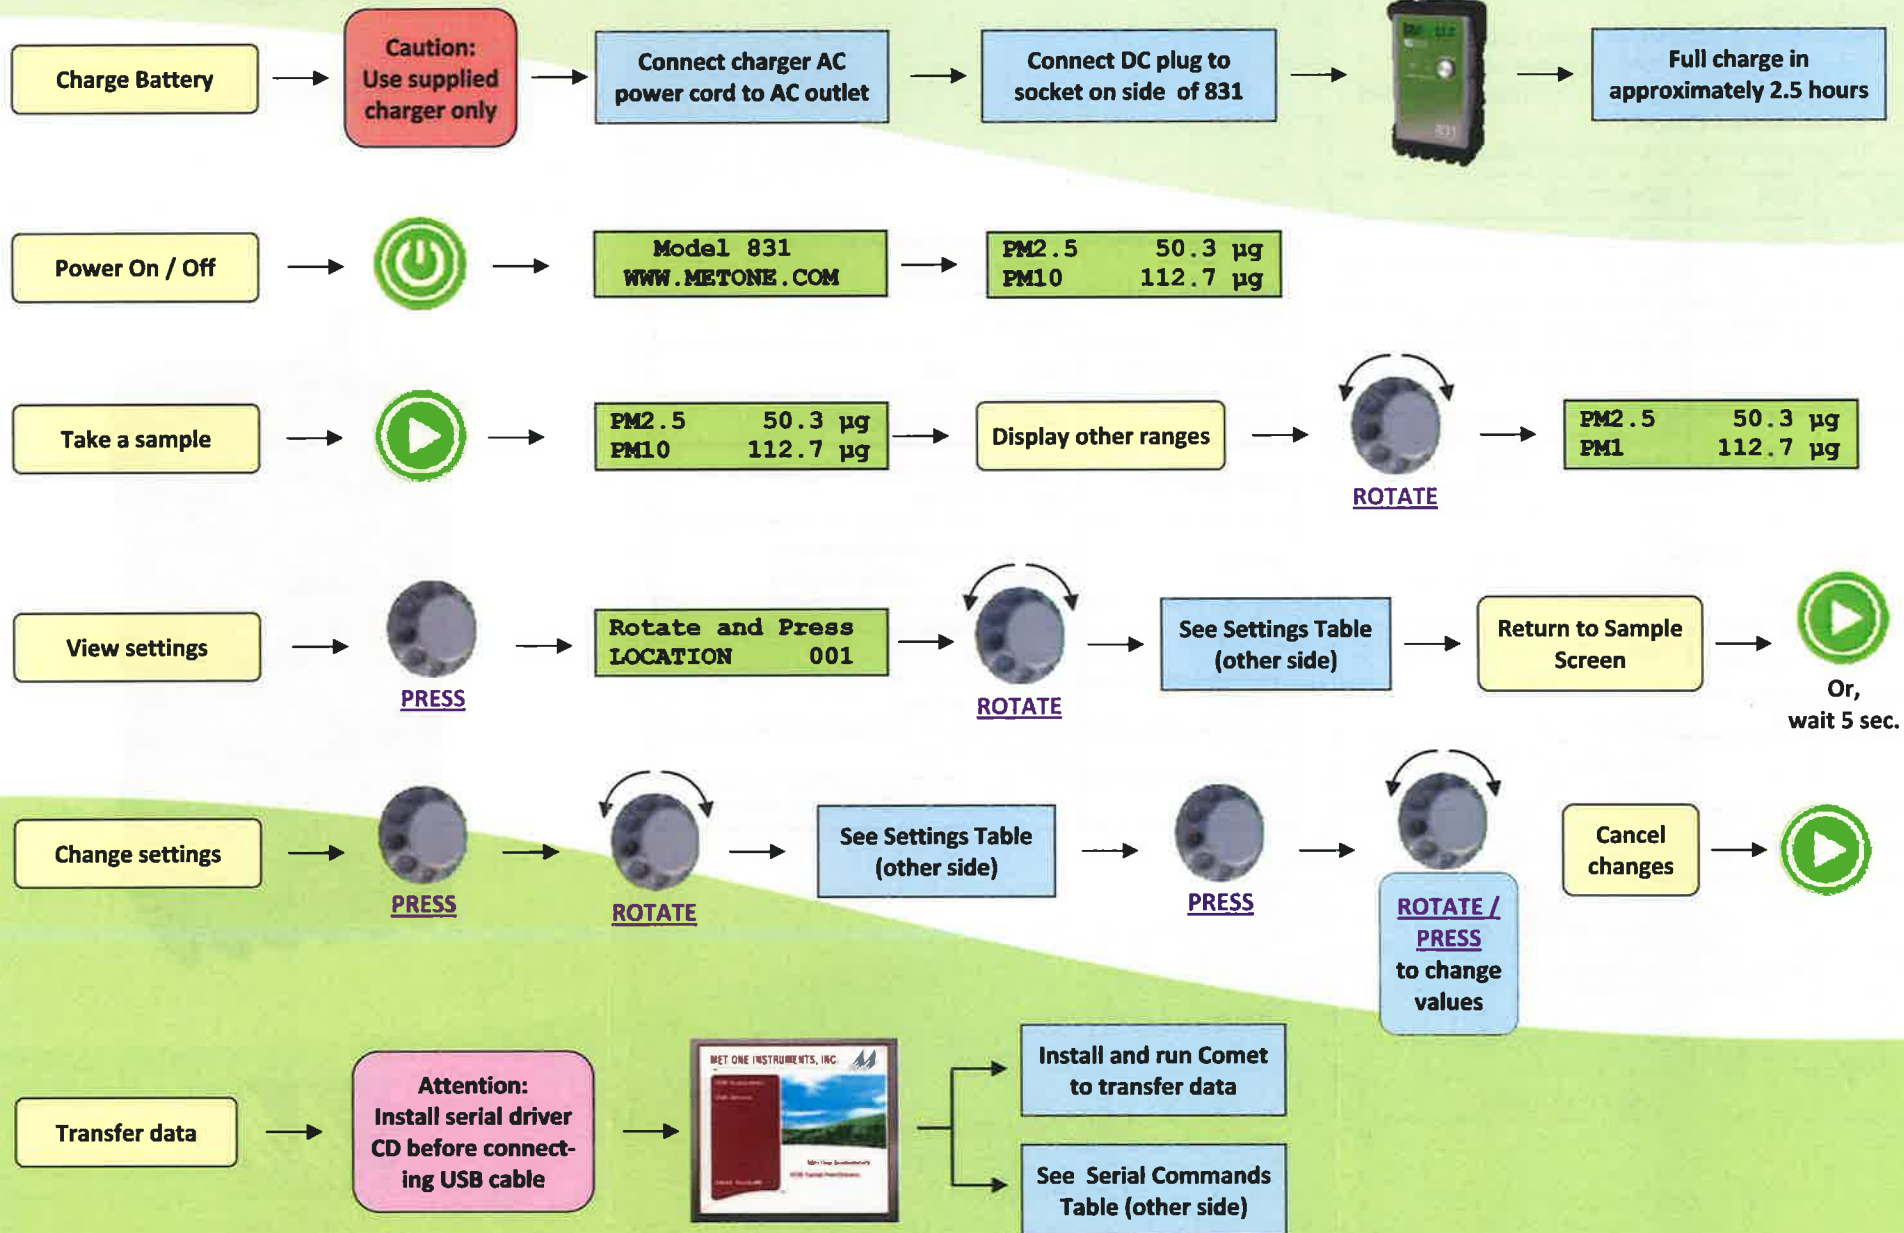 Charge Battery
Caution:
Use supplied
charger only
Connect charger AC
power cord to AC outlet
Connect DC plug to
socket on side of 831
831
Full charge in
approximately 2.5 hours
Power On / Off
Model 831
WWW.METONE.COM
PM2.5 50.3 µg
PM10 112.7 µg
Take a sample
PM2.5 50.3 µg
PM10 112.7 µg
Display other ranges
ROTATE
PM2.5 50.3 µg
PM1 112.7 µg
View settings
PRESS
Rotate and Press
LOCATION 001
ROTATE
See Settings Table
(other side)
Return to Sample
Screen
Or,
wait 5 sec.
Change settings
PRESS
ROTATE
See Settings Table
(other side)
PRESS
ROTATE /
PRESS
to change
values
Cancel
changes
Transfer data
Attention:
Install serial driver
CD before connect-
ing USB cable
MET ONE INSTRUMENTS, INC.
Install and run Comet
to transfer data
See Serial Commands
Table (other side)